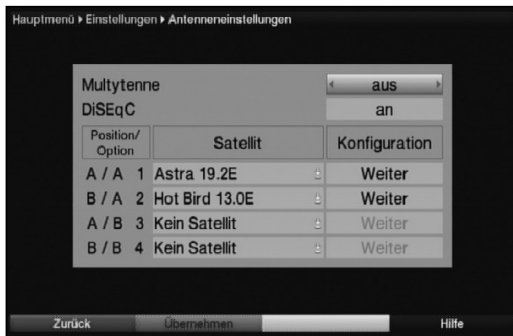 Hauptmenü ▸ Einstellungen ▸ Antenneneinstellungen
Multytenne aus
DiSEqC an
Position/
Option Satellit Konfiguration
A / A 1 Astra 19.2E Weiter
B / A 2 Hot Bird 13.0E Weiter
A / B 3 Kein Satellit Weiter
B / B 4 Kein Satellit Weiter
Zurück Übernehmen Hilfe